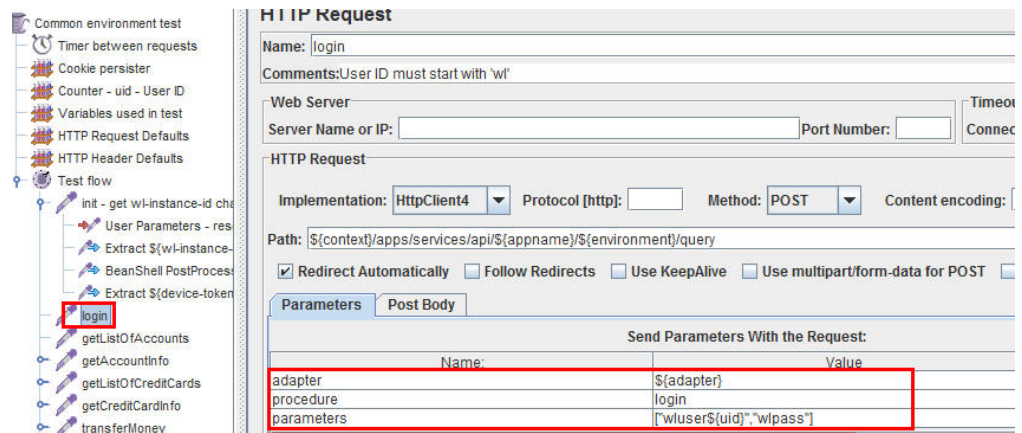 Common environment test
Timer between requests
Cookie persister
Counter - uid - User ID
Variables used in test
HTTP Request Defaults
HTTP Header Defaults
Test flow
init - get wl-instance-id cha
User Parameters - res
Extract ${wl-instance-
BeanShell PostProcess
Extract ${device-token
login
getListOfAccounts
getAccountInfo
getListOfCreditCards
getCreditCardInfo
transferMoney
HTTP Request
Name: login
Comments:User ID must start with 'wl'
Web Server
Timeou
Server Name or IP: Port Number: Connec
HTTP Request
Implementation: HttpClient4 Protocol [http]: Method: POST Content encoding:
Path: ${context}/apps/services/api/${appname}/${environment}/query
Redirect Automatically Follow Redirects Use KeepAlive Use multipart/form-data for POST
Parameters Post Body
Send Parameters With the Request:
Name: Value
adapter ${adapter}
procedure login
parameters ["wluser${uid}","wlpass"]